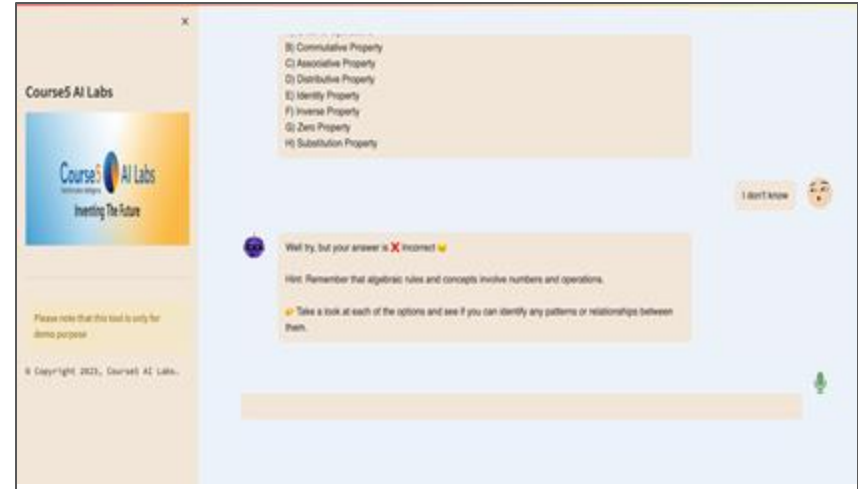 ×
Course5 AI Labs
Course5 AI Labs
Inventing The Future
Please note that this tool is only for
demo purpose
© Copyright 2023, Course5 AI Labs.
B) Commutative Property
C) Associative Property
D) Distributive Property
E) Identity Property
F) Inverse Property
G) Zero Property
H) Substitution Property
I don't know
Well try, but your answer is ❌ Incorrect
Hint: Remember that algebraic rules and concepts involve numbers and operations.
👉 Take a look at each of the options and see if you can identify any patterns or relationships between
them.